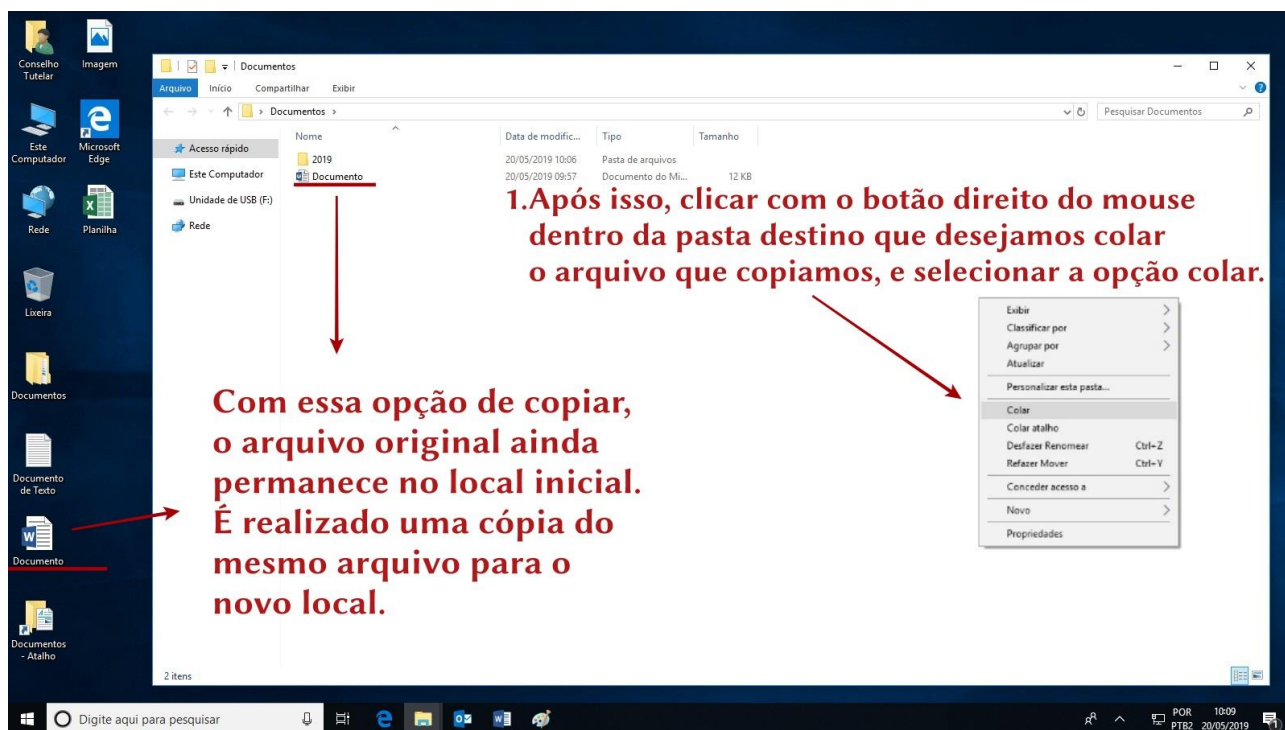 Conselho
Tutelar
Imagem
Este
Computador
Microsoft
Edge
Rede
Planilha
Lixeira
Documentos
Documento
de Texto
Documento
Documentos
- Atalho
Documentos
Arquivo Início Compartilhar Exibir
Documentos
Pesquisar Documentos
Acesso rápido
Este Computador
Unidade de USB (F:)
Rede
Nome Data de modific... Tipo Tamanho
2019 20/05/2019 10:06 Pasta de arquivos
Documento 20/05/2019 09:57 Documento do Mi... 12 KB
1.Após isso, clicar com o botão direito do mouse
dentro da pasta destino que desejamos colar
o arquivo que copiamos, e selecionar a opção colar.
Exibir
Classificar por
Agrupar por
Atualizar
Personalizar esta pasta...
Colar
Colar atalho
Desfazer Renomear Ctrl+Z
Refazer Mover Ctrl+Y
Conceder acesso a
Novo
Propriedades
Com essa opção de copiar,
o arquivo original ainda
permanece no local inicial.
É realizado uma cópia do
mesmo arquivo para o
novo local.
2 itens
Digite aqui para pesquisar
POR
PTB2
10:09
20/05/2019